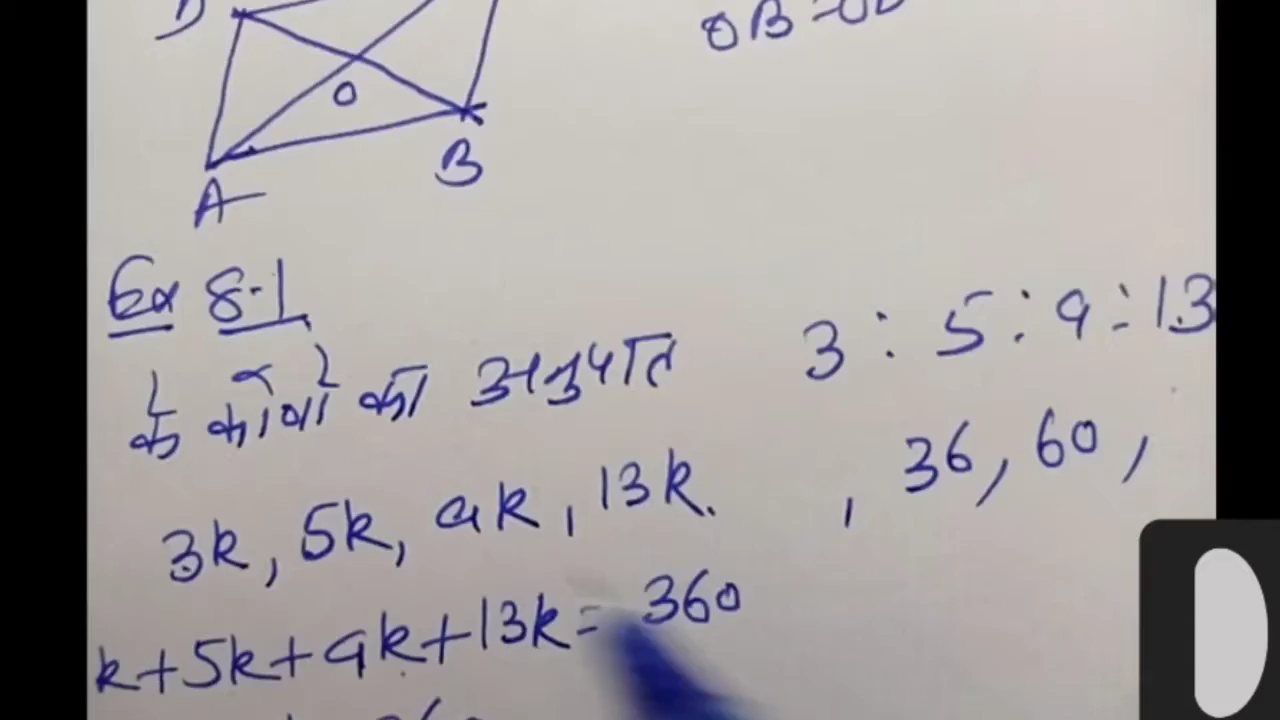 D
OB = OD
O
B
A
Ex 8.1
के कोणों का अनुपात 3 : 5 : 9 : 13
3k, 5k, 9k, 13k. , 36, 60,
k+5k+9k+13k= 360